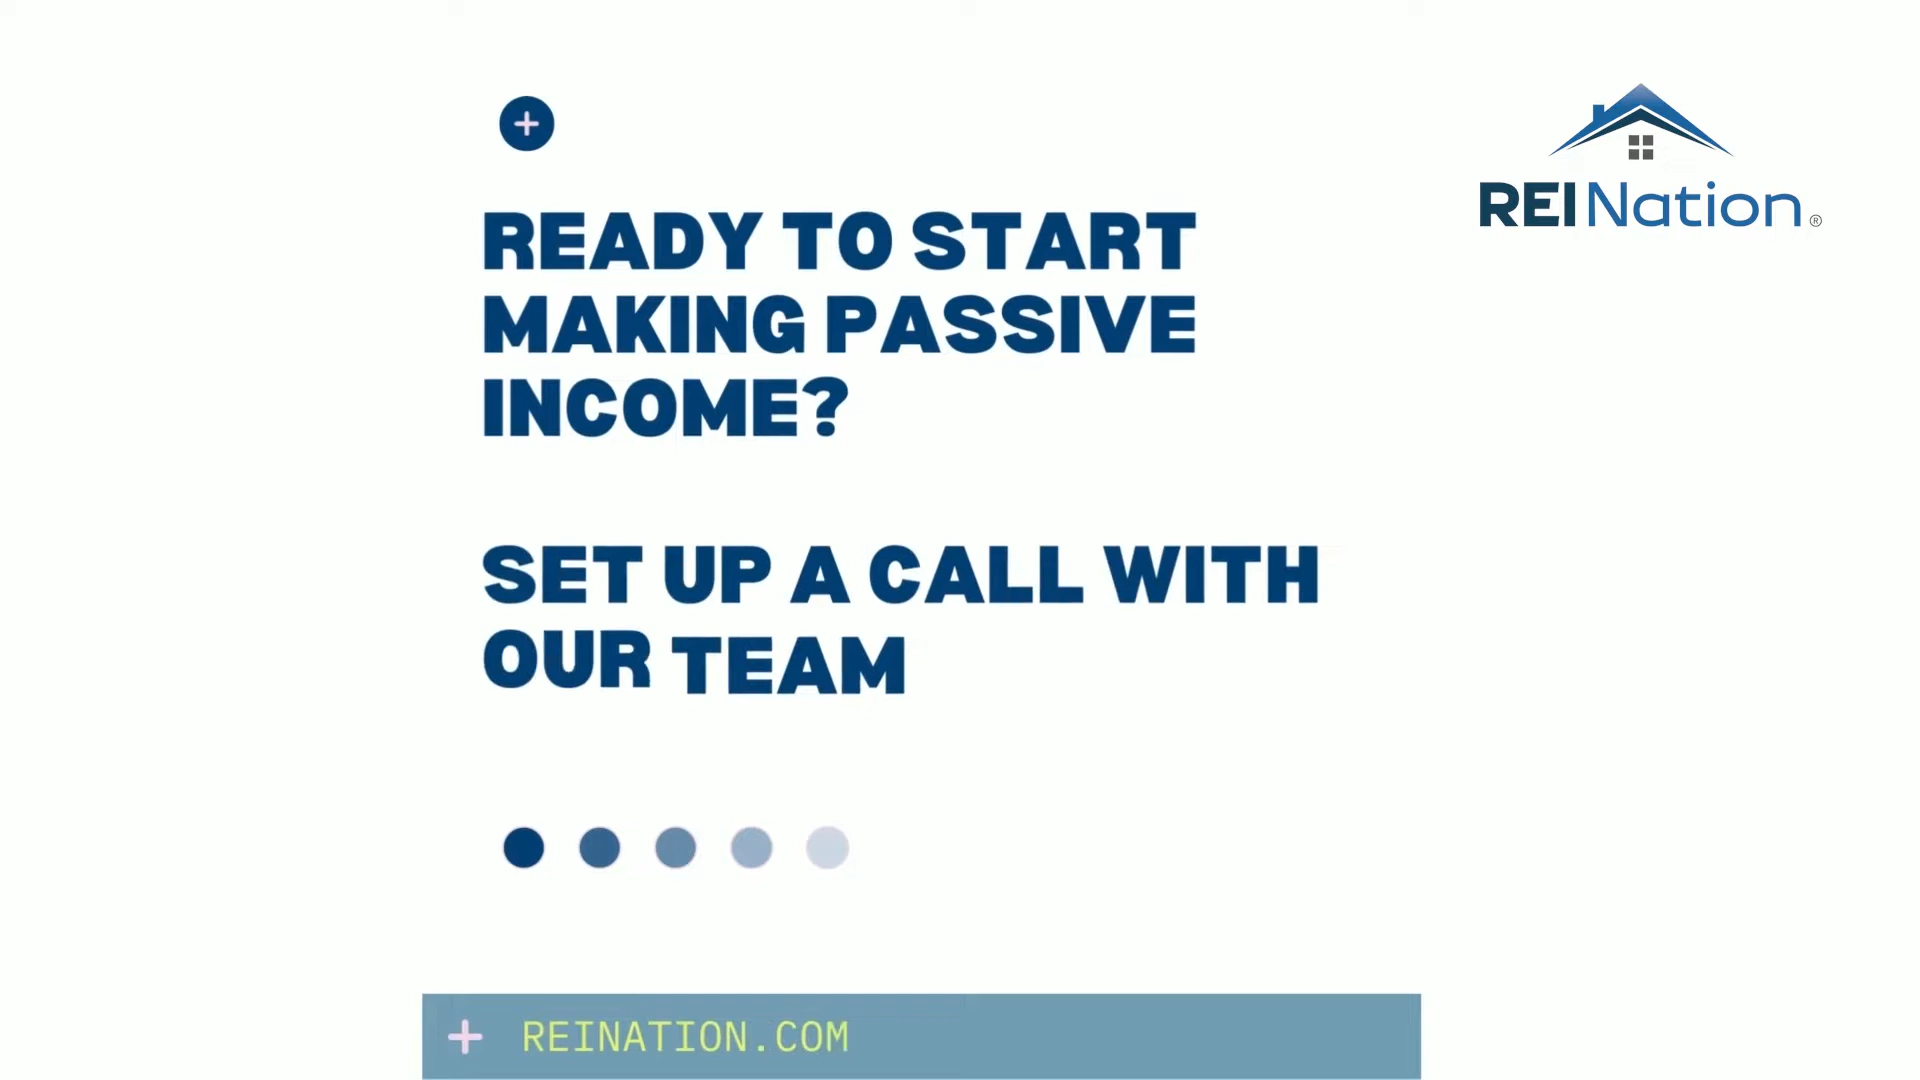 READY TO START
MAKING PASSIVE
INCOME?
SET UP A CALL WITH
OUR TEAM
REINation®
REINATION.COM